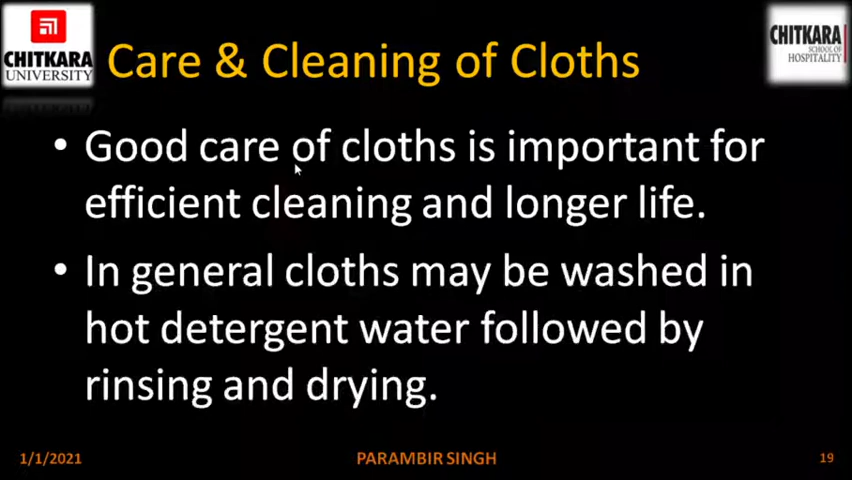 CHITKARA
UNIVERSITY
Care & Cleaning of Cloths
CHITKARA
SCHOOL OF
HOSPITALITY
• Good care of cloths is important for
efficient cleaning and longer life.
• In general cloths may be washed in
hot detergent water followed by
rinsing and drying.
1/1/2021
PARAMBIR SINGH
19